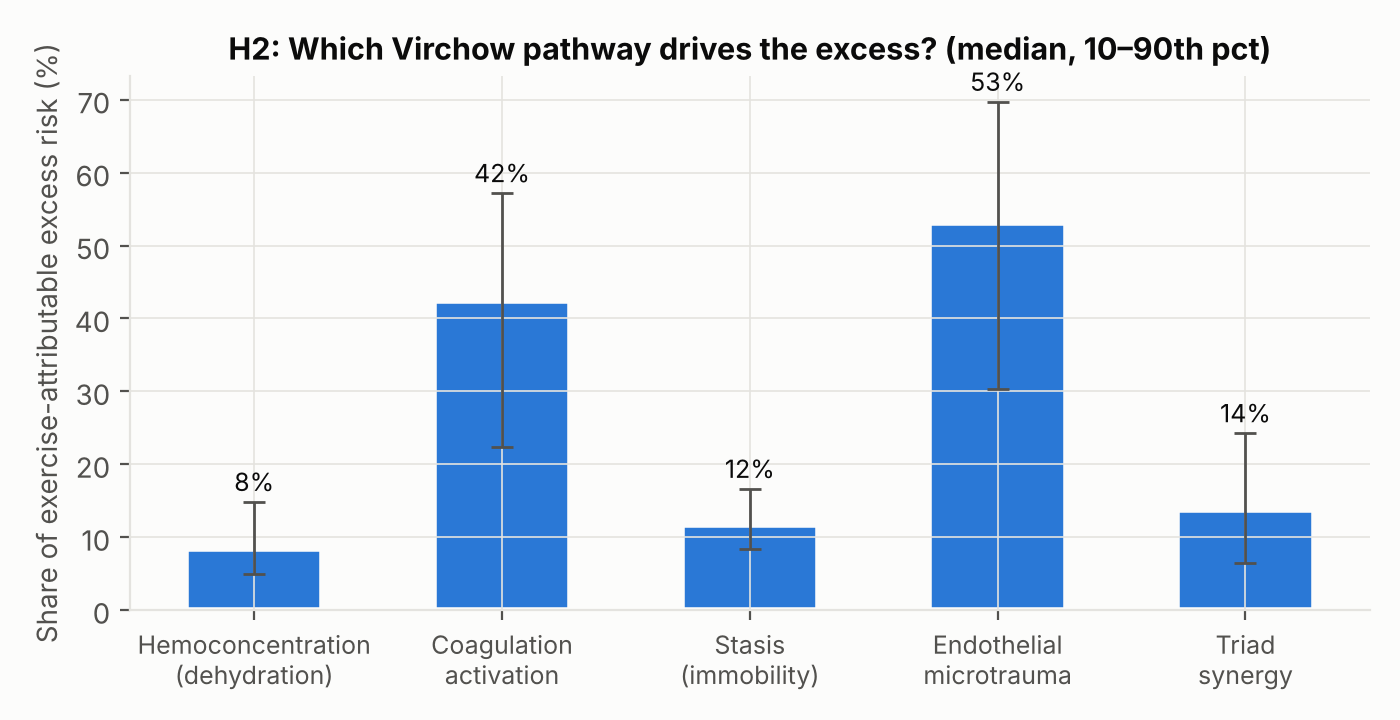 H2: Which Virchow pathway drives the excess? (median, 10–90th pct)
Share of exercise-attributable excess risk (%)
70
60
50
40
30
20
10
0
8%
42%
12%
53%
14%
Hemoconcentration
(dehydration)
Coagulation
activation
Stasis
(immobility)
Endothelial
microtrauma
Triad
synergy